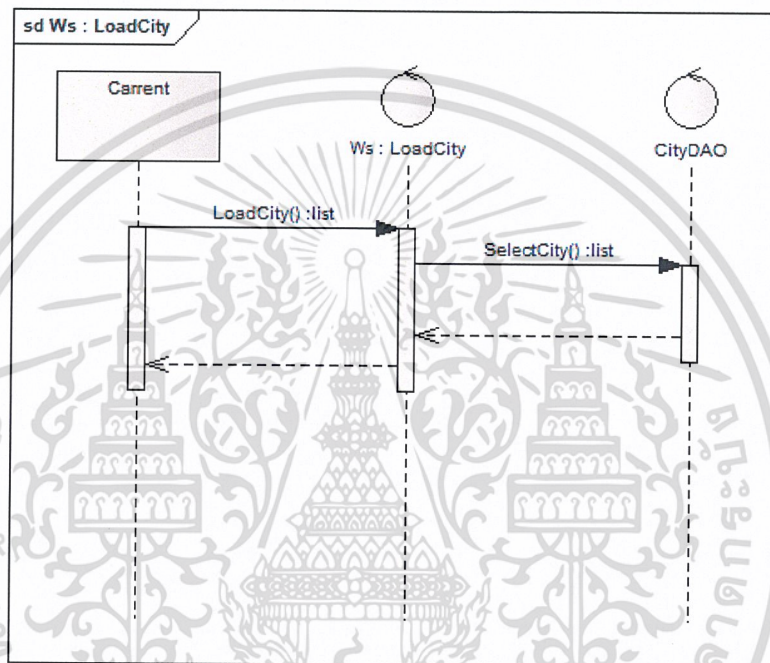 sd Ws : LoadCity
Carrent
Ws : LoadCity
CityDAO
LoadCity() :list
SelectCity() :list